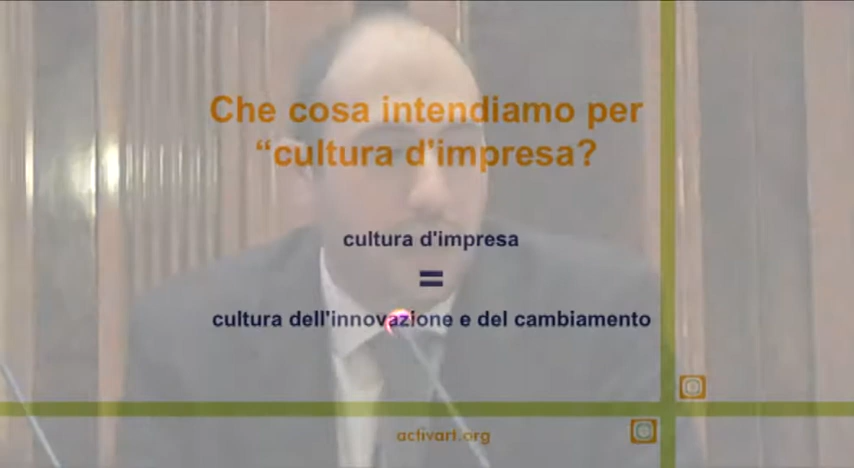 Che cosa intendiamo per
“cultura d'impresa?
cultura d'impresa
=
cultura dell'innovazione e del cambiamento
activart.org